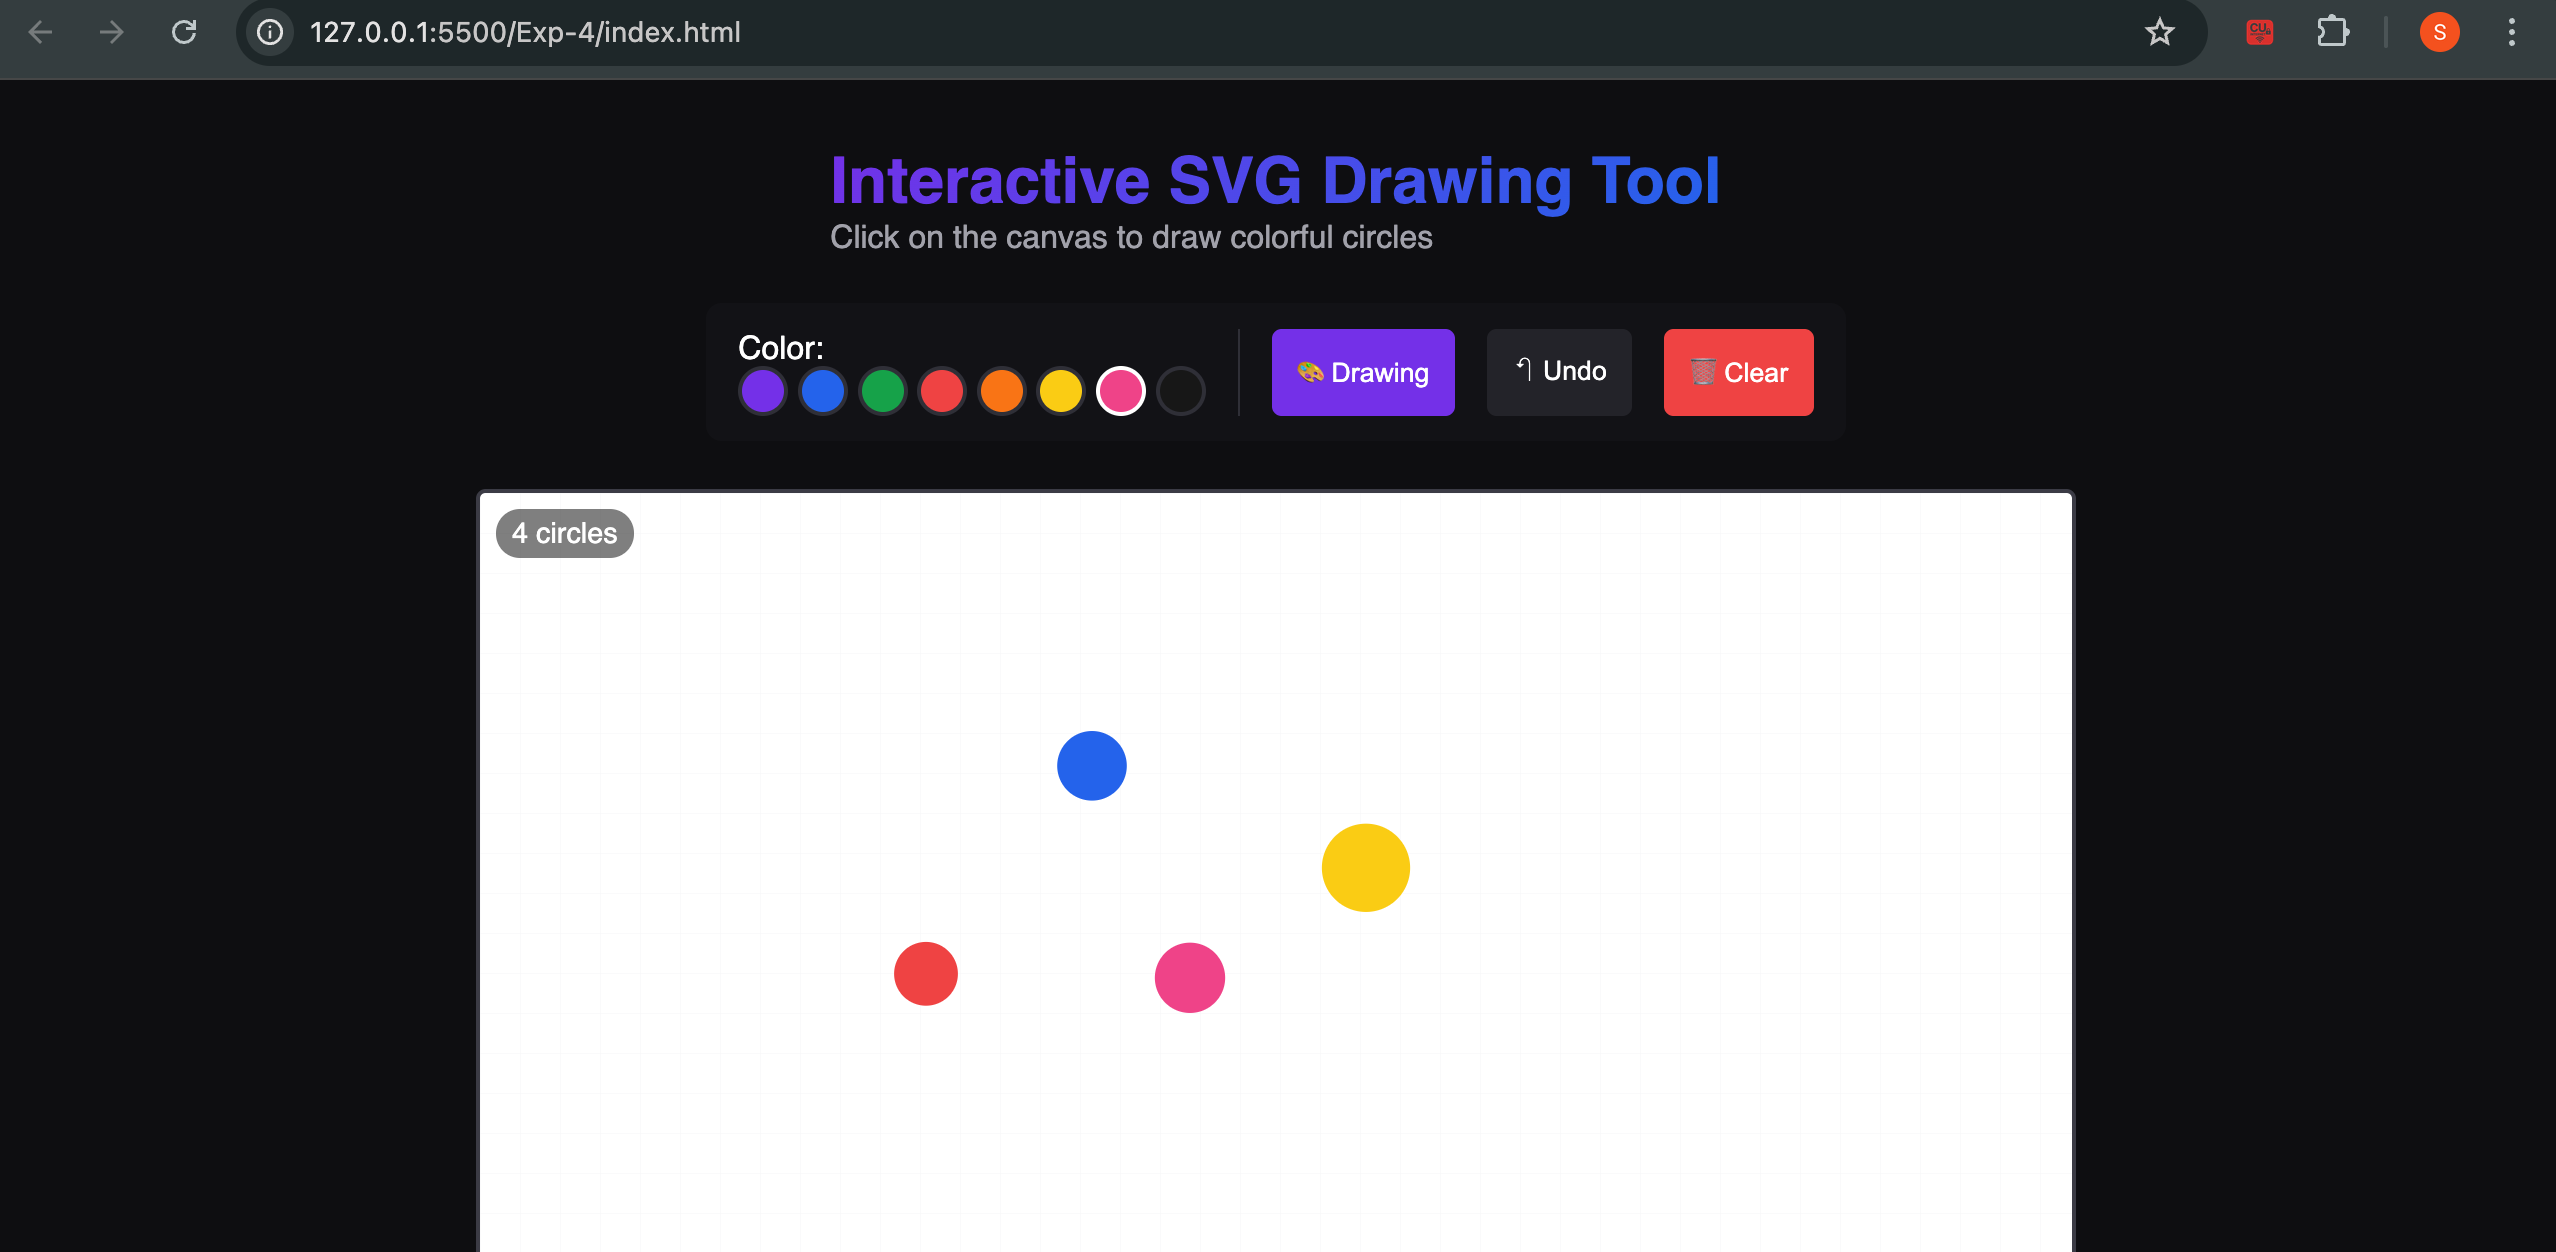 127.0.0.1:5500/Exp-4/index.html
CU
S
Interactive SVG Drawing Tool
Click on the canvas to draw colorful circles
Color:
Drawing
Undo
Clear
4 circles